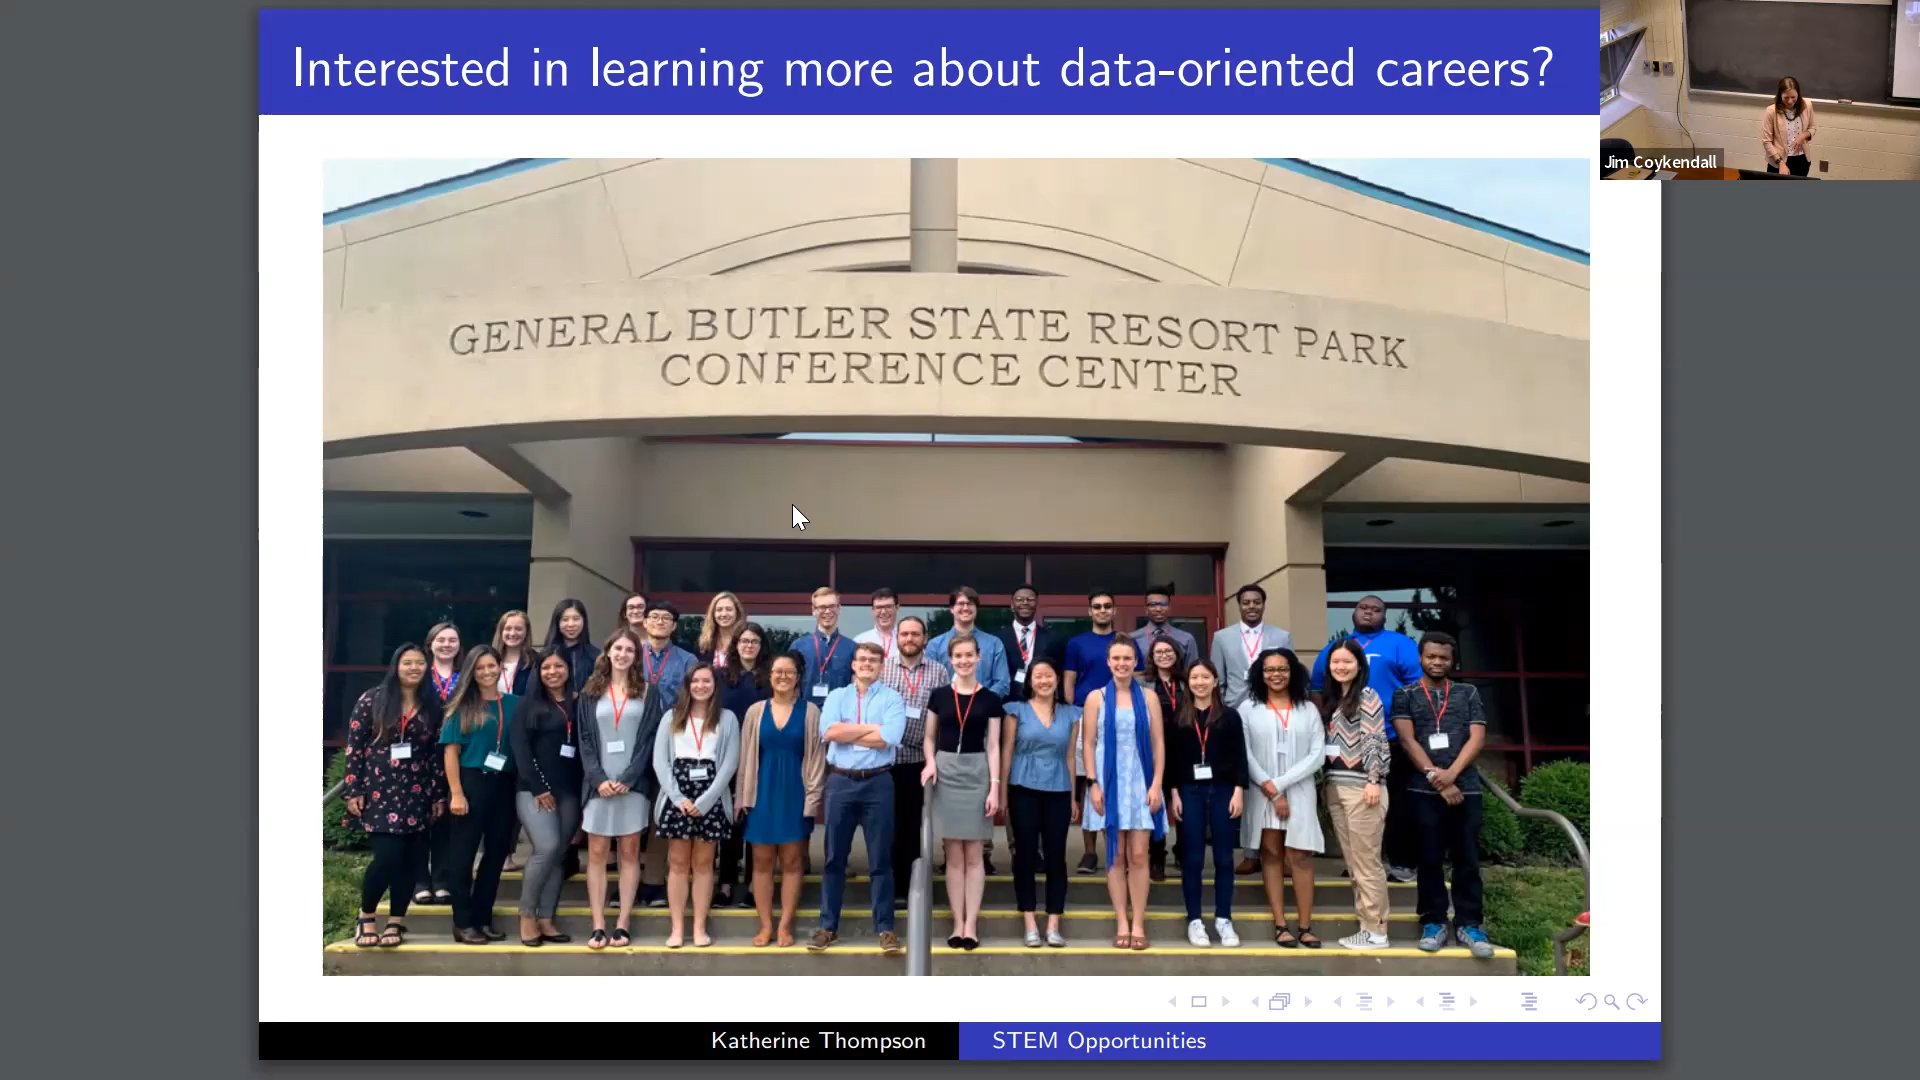 Interested in learning more about data-oriented careers?
Jim Coykendall
GENERAL BUTLER STATE RESORT PARK
CONFERENCE CENTER
Katherine Thompson
STEM Opportunities